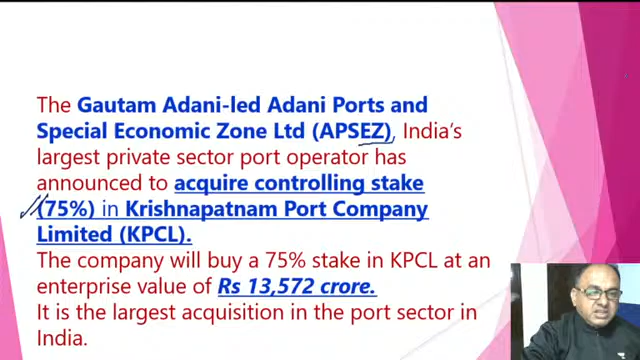 The Gautam Adani-led Adani Ports and
Special Economic Zone Ltd (APSEZ), India's
largest private sector port operator has
announced to acquire controlling stake
(75%) in Krishnapatnam Port Company
Limited (KPCL).
The company will buy a 75% stake in KPCL at an
enterprise value of Rs 13,572 crore.
It is the largest acquisition in the port sector in
India.